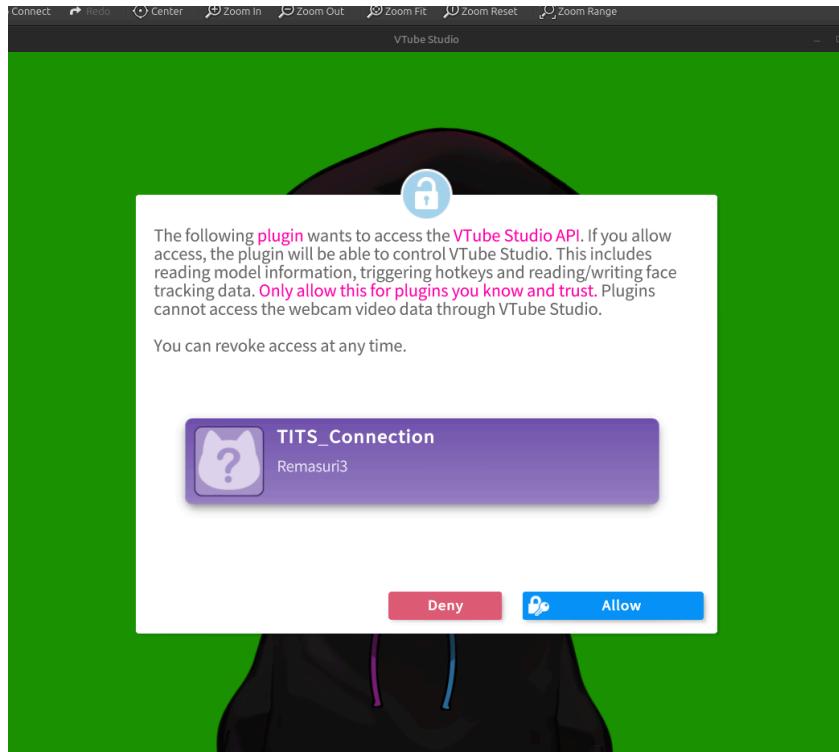 Connect Redo Center Zoom In Zoom Out Zoom Fit Zoom Reset Zoom Range
VTube Studio
The following plugin wants to access the VTube Studio API. If you allow
access, the plugin will be able to control VTube Studio. This includes
reading model information, triggering hotkeys and reading/writing face
tracking data. Only allow this for plugins you know and trust. Plugins
cannot access the webcam video data through VTube Studio.
You can revoke access at any time.
TITS_Connection
Remasuri3
Deny Allow